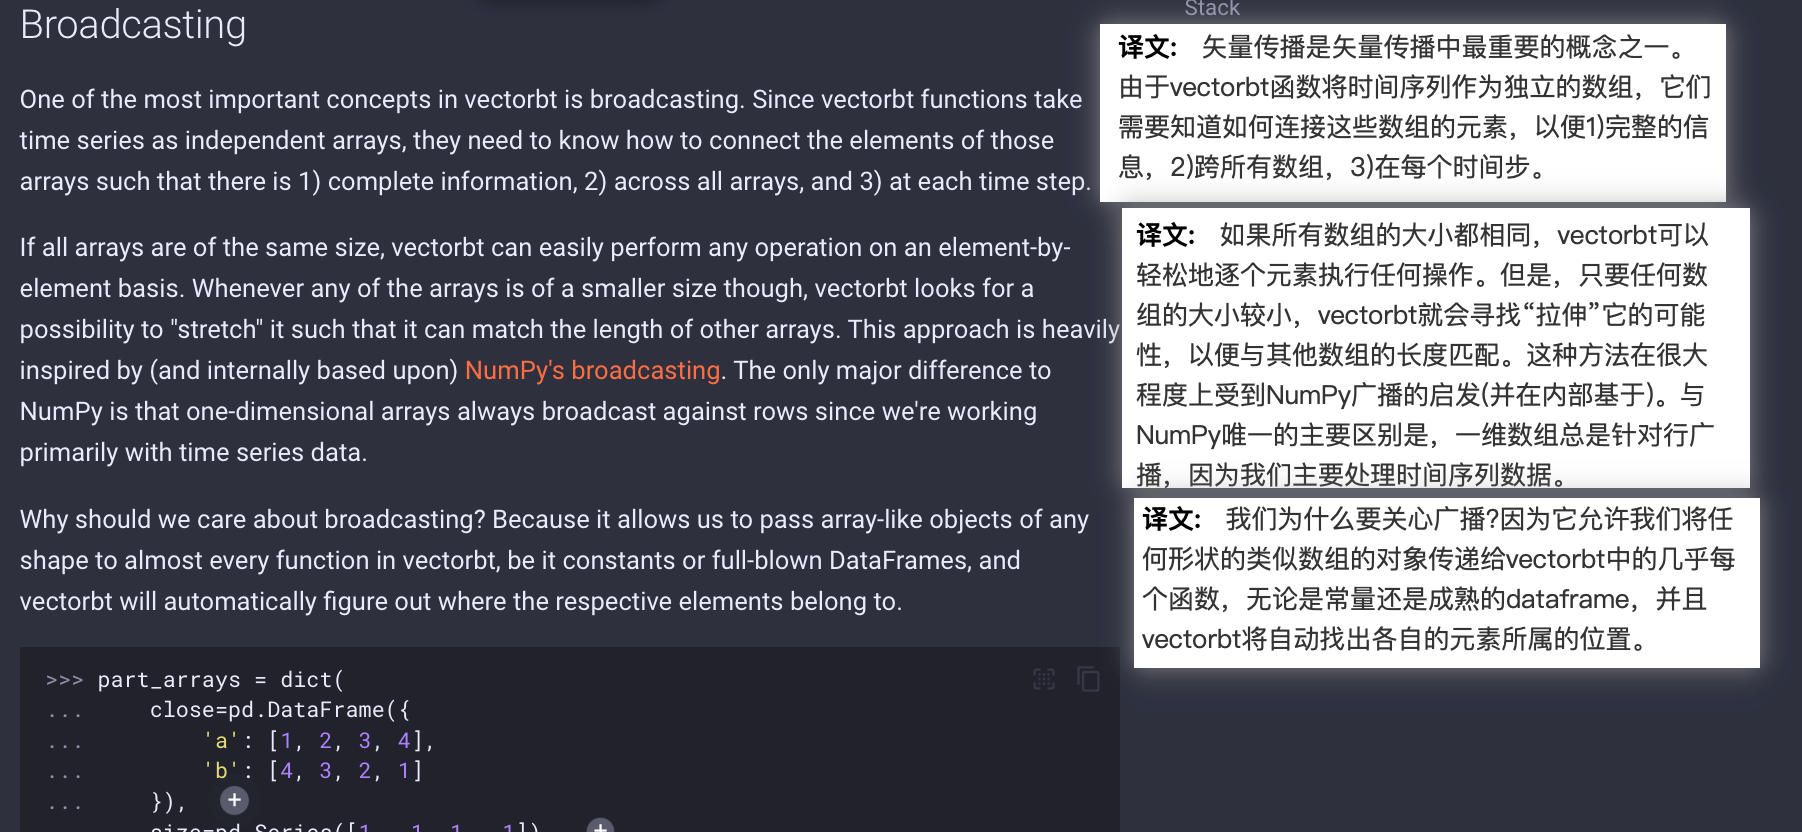 Broadcasting
Stack
One of the most important concepts in vectorbt is broadcasting. Since vectorbt functions take
time series as independent arrays, they need to know how to connect the elements of those
arrays such that there is 1) complete information, 2) across all arrays, and 3) at each time step.
译文: 矢量传播是矢量传播中最重要的概念之一。
由于vectorbt函数将时间序列作为独立的数组，它们
需要知道如何连接这些数组的元素，以便1)完整的信
息，2)跨所有数组，3)在每个时间步。
If all arrays are of the same size, vectorbt can easily perform any operation on an element-by-
element basis. Whenever any of the arrays is of a smaller size though, vectorbt looks for a
possibility to "stretch" it such that it can match the length of other arrays. This approach is heavily
inspired by (and internally based upon) NumPy's broadcasting. The only major difference to
NumPy is that one-dimensional arrays always broadcast against rows since we're working
primarily with time series data.
译文: 如果所有数组的大小都相同，vectorbt可以
轻松地逐个元素执行任何操作。但是，只要任何数
组的大小较小，vectorbt就会寻找“拉伸”它的可能
性，以便与其他数组的长度匹配。这种方法在很大
程度上受到NumPy广播的启发(并在内部基于)。与
NumPy唯一的主要区别是，一维数组总是针对行广
播，因为我们主要处理时间序列数据。
Why should we care about broadcasting? Because it allows us to pass array-like objects of any
shape to almost every function in vectorbt, be it constants or full-blown DataFrames, and
vectorbt will automatically figure out where the respective elements belong to.
译文: 我们为什么要关心广播?因为它允许我们将任
何形状的类似数组的对象传递给vectorbt中的几乎每
个函数，无论是常量还是成熟的dataframe，并且
vectorbt将自动找出各自的元素所属的位置。
>>> part_arrays = dict(
...     close=pd.DataFrame({
...         'a': [1, 2, 3, 4],
...         'b': [4, 3, 2, 1]
...     }),